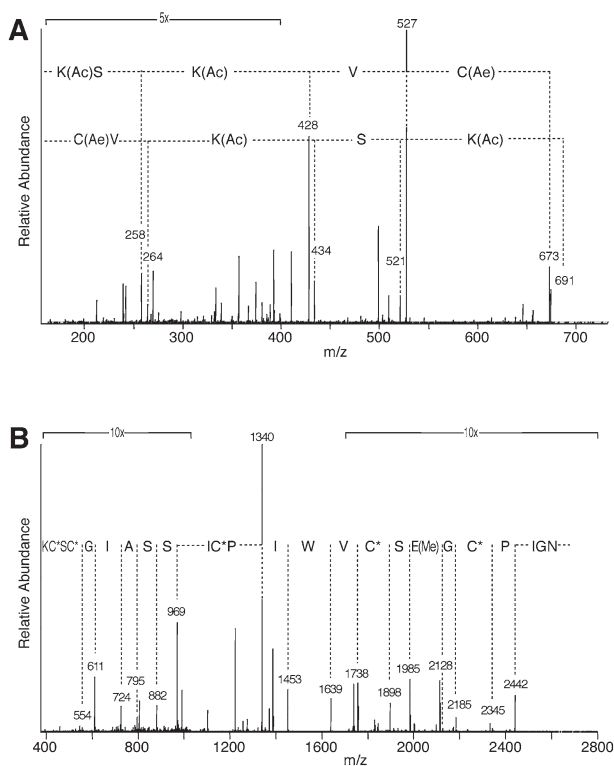 A
5x
527
K(Ac)S K(Ac) V C(Ae)
428
C(Ae)V K(Ac) S K(Ac)
258
264
434
521
673
691
Relative Abundance
200 300 400 500 600 700
m/z
B
10x 10x
1340
KC*SC* G I A S S IC*P I W V C* S E(Me) G C* P IGN
969
611
554
724
795
882
1453
1639
1738
1898
1985
2128
2185
2345
2442
Relative Abundance
400 800 1200 1600 2000 2400 2800
m/z